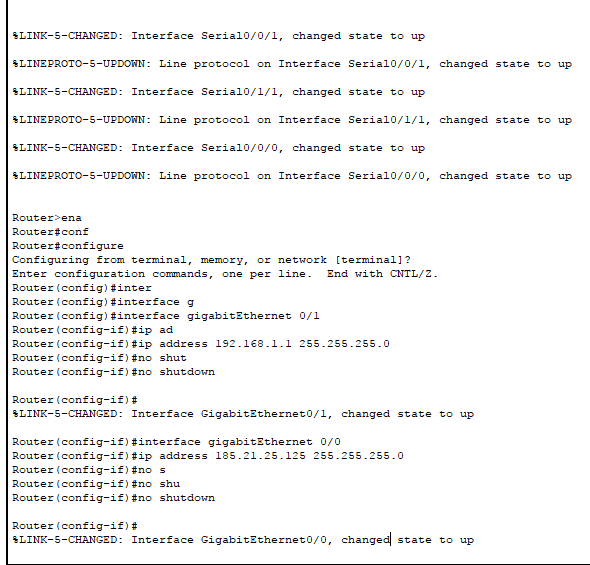 %LINK-5-CHANGED: Interface Serial0/0/1, changed state to up
%LINEPROTO-5-UPDOWN: Line protocol on Interface Serial0/0/1, changed state to up
%LINK-5-CHANGED: Interface Serial0/1/1, changed state to up
%LINEPROTO-5-UPDOWN: Line protocol on Interface Serial0/1/1, changed state to up
%LINK-5-CHANGED: Interface Serial0/0/0, changed state to up
%LINEPROTO-5-UPDOWN: Line protocol on Interface Serial0/0/0, changed state to up
Router>ena
Router#conf
Router#configure
Configuring from terminal, memory, or network [terminal]?
Enter configuration commands, one per line.  End with CNTL/Z.
Router(config)#inter
Router(config)#interface g
Router(config)#interface gigabitEthernet 0/1
Router(config-if)#ip ad
Router(config-if)#ip address 192.168.1.1 255.255.255.0
Router(config-if)#no shut
Router(config-if)#no shutdown
Router(config-if)#
%LINK-5-CHANGED: Interface GigabitEthernet0/1, changed state to up
Router(config-if)#interface gigabitEthernet 0/0
Router(config-if)#ip address 185.21.25.125 255.255.255.0
Router(config-if)#no s
Router(config-if)#no shu
Router(config-if)#no shutdown
Router(config-if)#
%LINK-5-CHANGED: Interface GigabitEthernet0/0, changed state to up